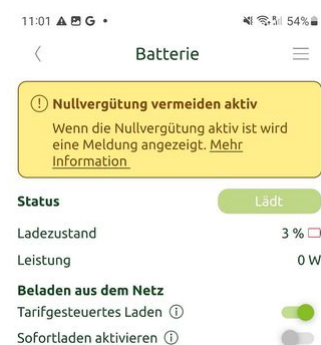 11:01 A G • 54%
Batterie
Nullvergütung vermeiden aktiv
Wenn die Nullvergütung aktiv ist wird
eine Meldung angezeigt. Mehr
Information
Status Lädt
Ladezustand 3 %
Leistung 0 W
Beladen aus dem Netz
Tarifgesteuertes Laden
Sofortladen aktivieren